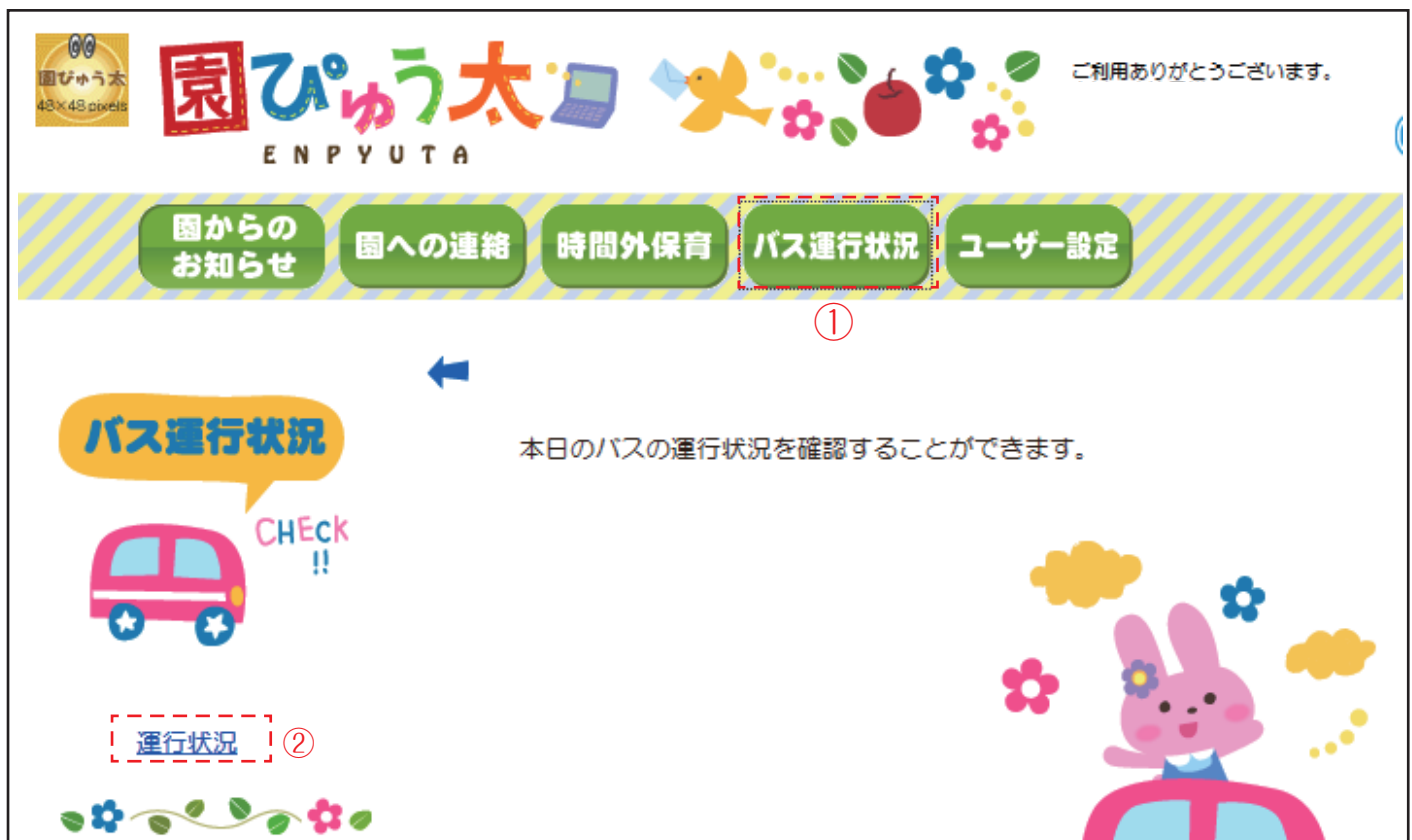 園ぴゅう太
48×48 pixels
園ぴゅう太
ENPYUTA
ご利用ありがとうございます。
園からの
お知らせ
園への連絡
時間外保育
バス運行状況
ユーザー設定
①
バス運行状況
本日のバスの運行状況を確認することができます。
CHECK
!!
運行状況
②